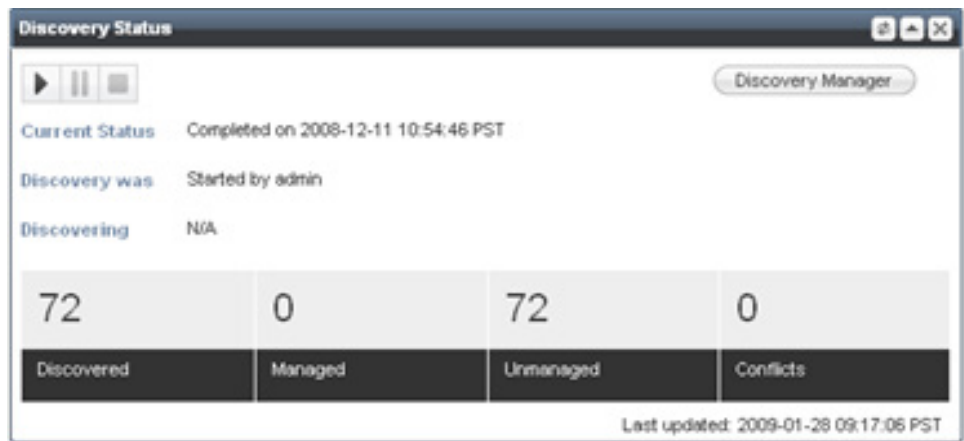 Discovery Status
Discovery Manager
Current Status Completed on 2008-12-11 10:54:46 PST
Discovery was Started by admin
Discovering N/A
72 0 72 0
Discovered Managed Unmanaged Conflicts
Last updated: 2009-01-28 09:17:06 PST